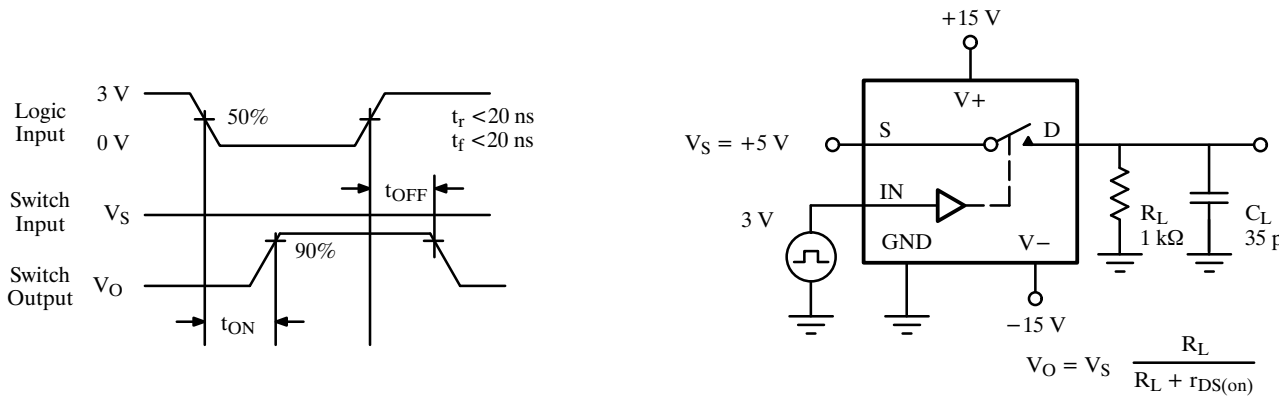 Logic
Input
3 V
0 V
50%
tr <20 ns
tf <20 ns
Switch
Input
VS
tOFF
Switch
Output
VO
90%
tON
+15 V
V+
VS = +5 V
S
D
IN
3 V
GND
V−
RL
1 kΩ
CL
35 p
−15 V
VO = VS RL
RL + rDS(on)